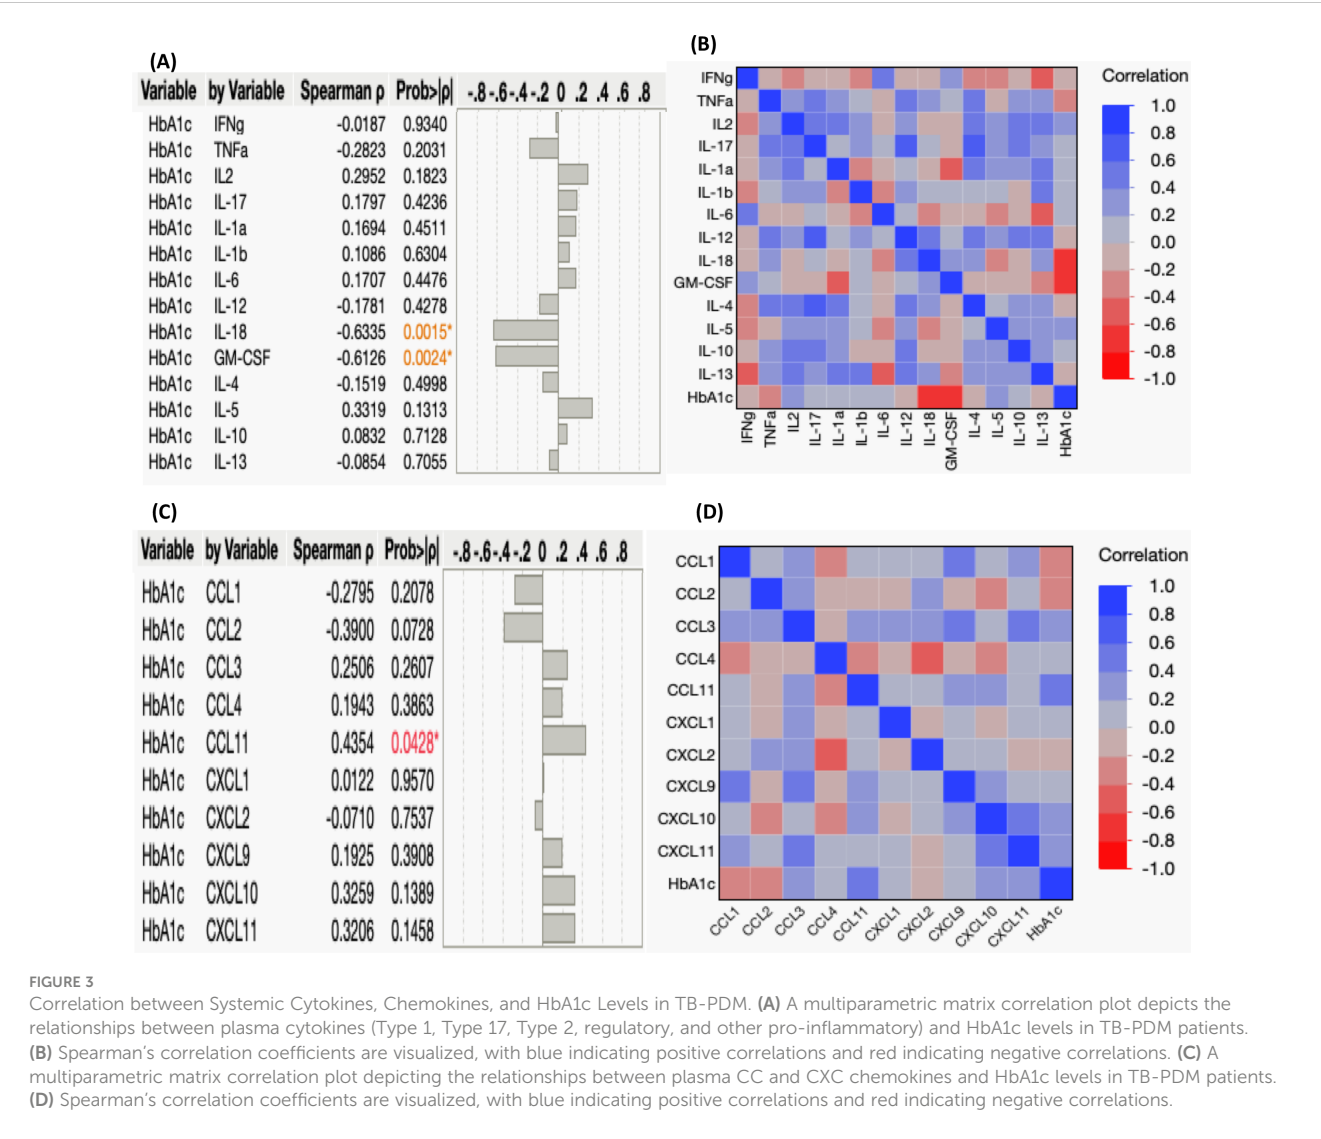 (A)
Variable by Variable Spearman ρ Prob>|ρ| -.8 -.6 -.4 -.2 0 .2 .4 .6 .8
HbA1c IFNg -0.0187 0.9340
HbA1c TNFa -0.2823 0.2031
HbA1c IL2 0.2952 0.1823
HbA1c IL-17 0.1797 0.4236
HbA1c IL-1a 0.1694 0.4511
HbA1c IL-1b 0.1086 0.6304
HbA1c IL-6 0.1707 0.4476
HbA1c IL-12 -0.1781 0.4278
HbA1c IL-18 -0.6335 0.0015*
HbA1c GM-CSF -0.6126 0.0024*
HbA1c IL-4 -0.1519 0.4998
HbA1c IL-5 0.3319 0.1313
HbA1c IL-10 0.0832 0.7128
HbA1c IL-13 -0.0854 0.7055
(B)
IFNg
TNFa
IL2
IL-17
IL-1a
IL-1b
IL-6
IL-12
IL-18
GM-CSF
IL-4
IL-5
IL-10
IL-13
HbA1c
IFNg TNFa IL2 IL-17 IL-1a IL-1b IL-6 IL-12 IL-18 GM-CSF IL-4 IL-5 IL-10 IL-13 HbA1c
Correlation
1.0
0.8
0.6
0.4
0.2
0.0
-0.2
-0.4
-0.6
-0.8
-1.0
(C)
Variable by Variable Spearman ρ Prob>|ρ| -.8 -.6 -.4 -.2 0 .2 .4 .6 .8
HbA1c CCL1 -0.2795 0.2078
HbA1c CCL2 -0.3900 0.0728
HbA1c CCL3 0.2506 0.2607
HbA1c CCL4 0.1943 0.3863
HbA1c CCL11 0.4354 0.0428*
HbA1c CXCL1 0.0122 0.9570
HbA1c CXCL2 -0.0710 0.7537
HbA1c CXCL9 0.1925 0.3908
HbA1c CXCL10 0.3259 0.1389
HbA1c CXCL11 0.3206 0.1458
(D)
CCL1
CCL2
CCL3
CCL4
CCL11
CXCL1
CXCL2
CXCL9
CXCL10
CXCL11
HbA1c
CCL1 CCL2 CCL3 CCL4 CCL11 CXCL1 CXCL2 CXCL9 CXCL10 CXCL11 HbA1c
Correlation
1.0
0.8
0.6
0.4
0.2
0.0
-0.2
-0.4
-0.6
-0.8
-1.0
FIGURE 3
Correlation between Systemic Cytokines, Chemokines, and HbA1c Levels in TB-PDM. (A) A multiparametric matrix correlation plot depicts the
relationships between plasma cytokines (Type 1, Type 17, Type 2, regulatory, and other pro-inflammatory) and HbA1c levels in TB-PDM patients.
(B) Spearman's correlation coefficients are visualized, with blue indicating positive correlations and red indicating negative correlations. (C) A
multiparametric matrix correlation plot depicting the relationships between plasma CC and CXC chemokines and HbA1c levels in TB-PDM patients.
(D) Spearman's correlation coefficients are visualized, with blue indicating positive correlations and red indicating negative correlations.